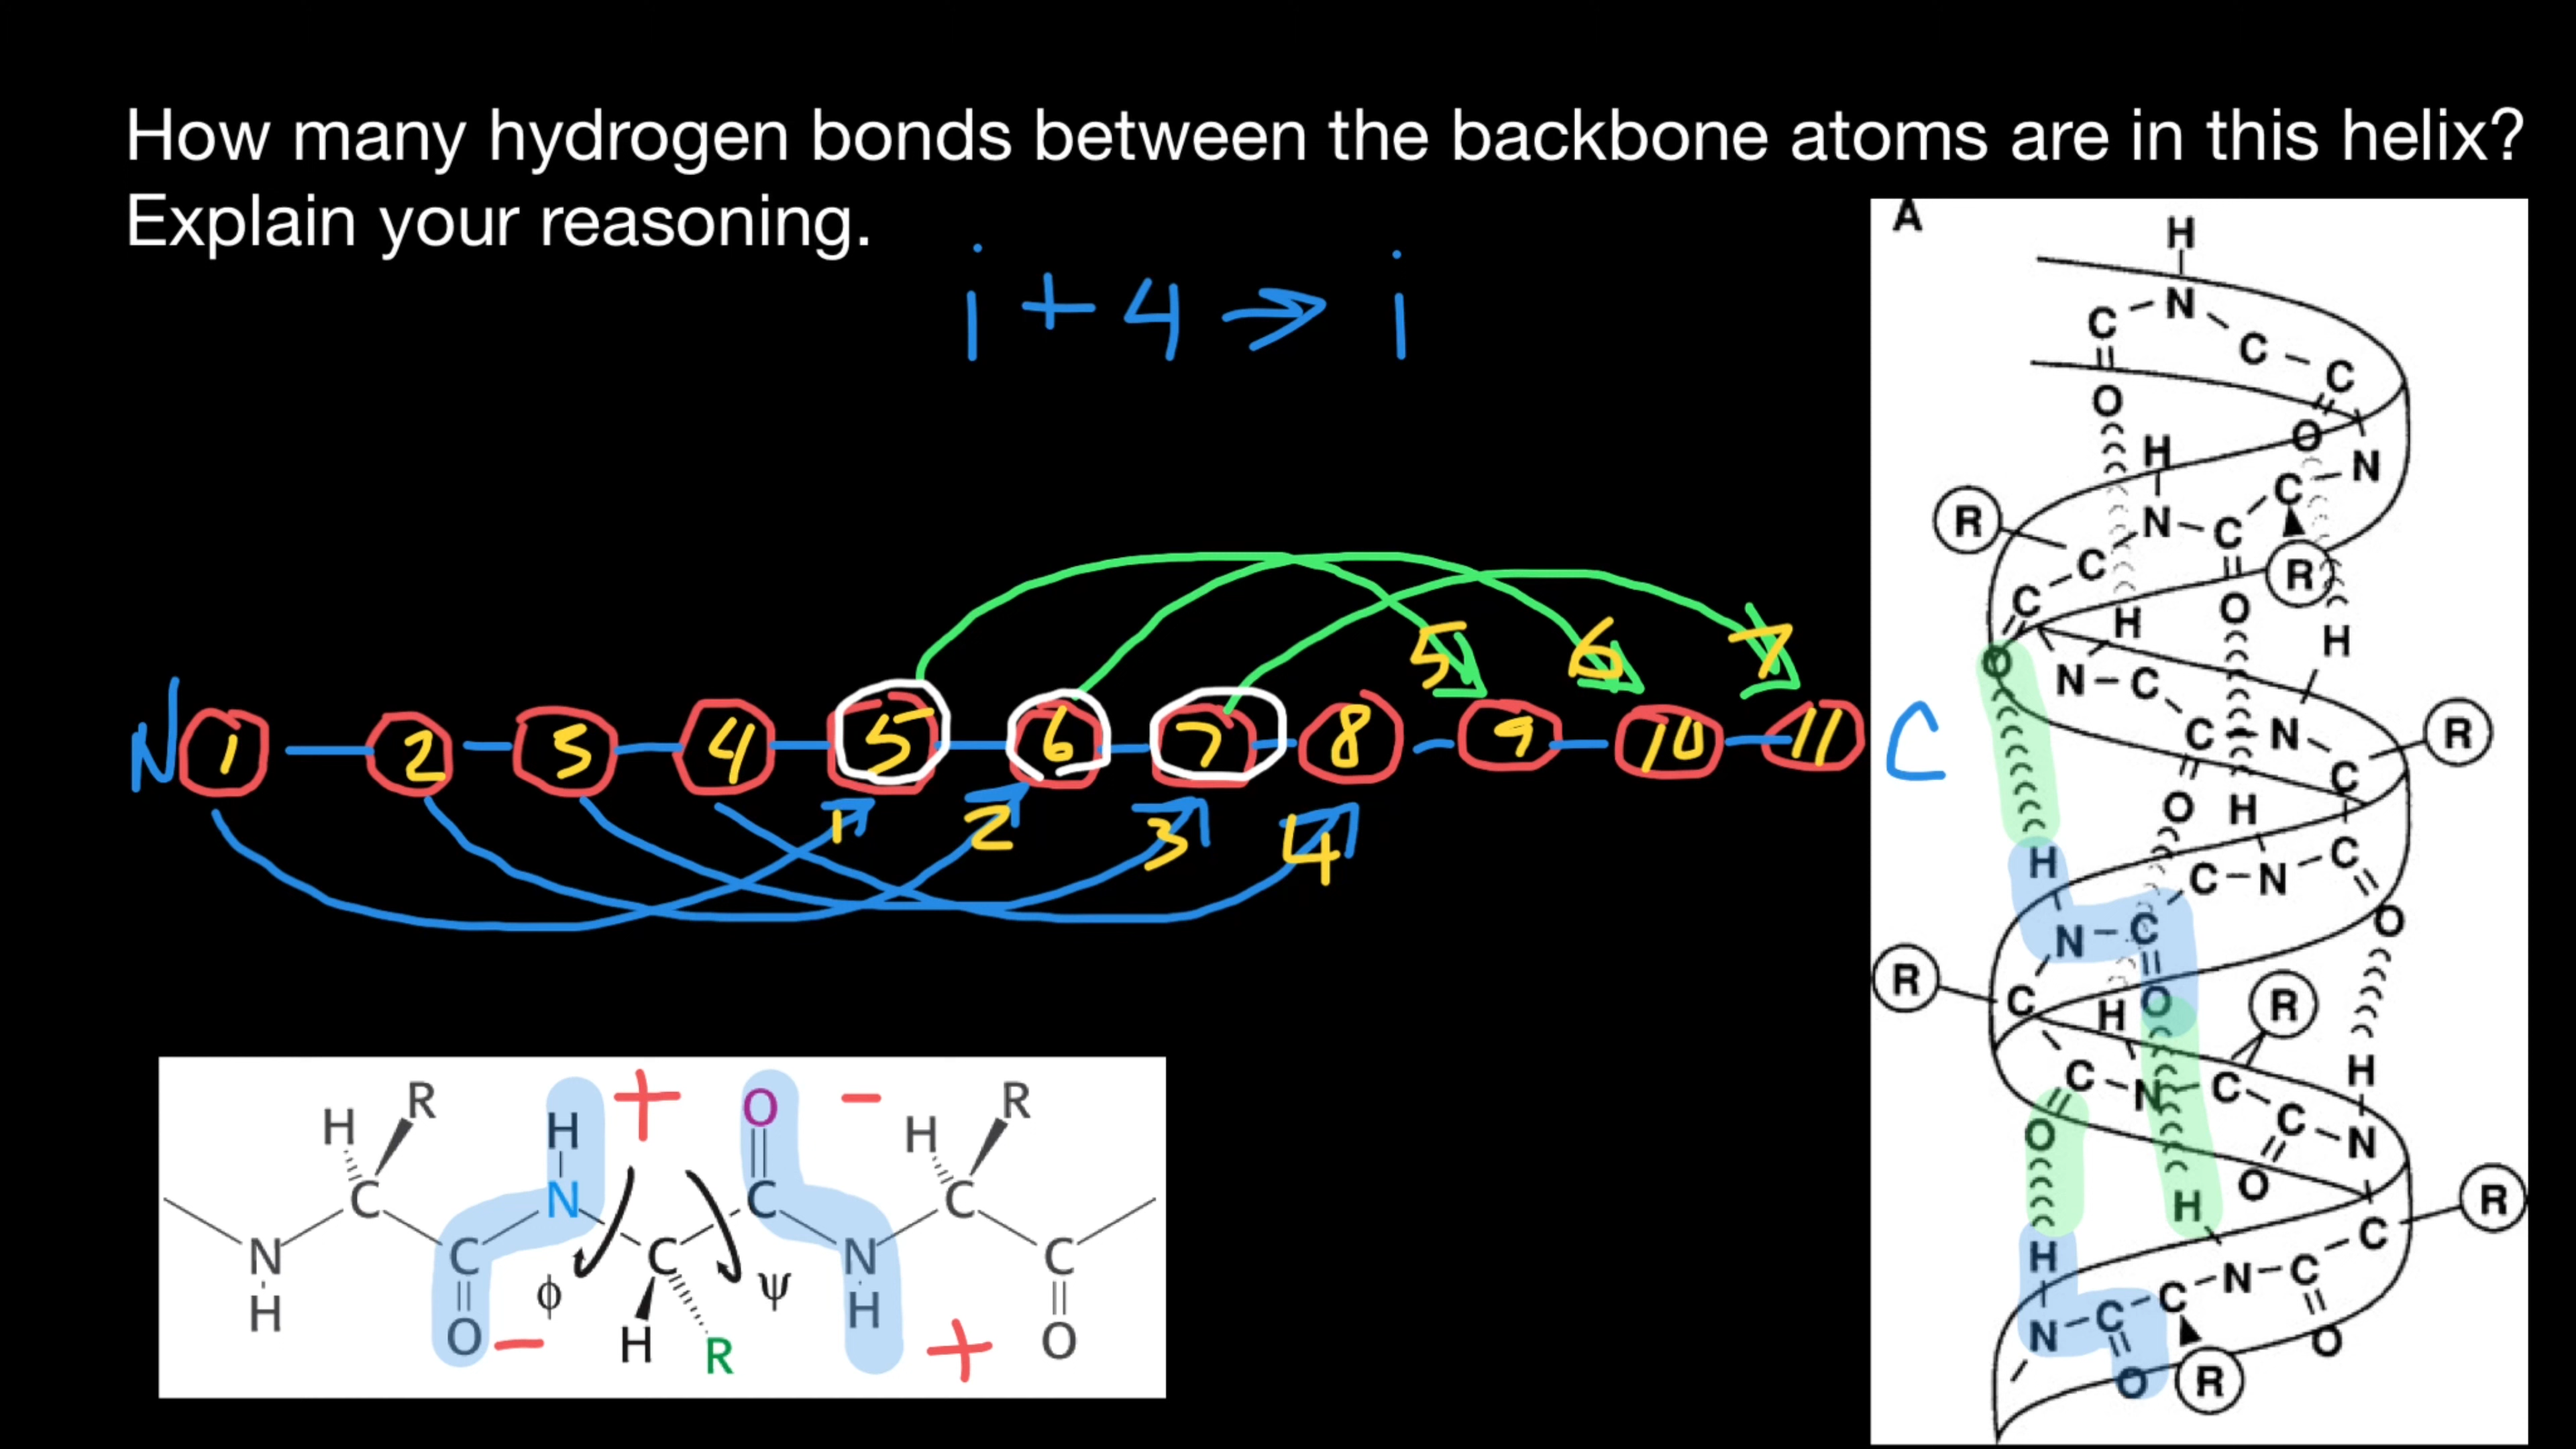 How many hydrogen bonds between the backbone atoms are in this helix?
Explain your reasoning.
i + 4 → i
A
H
C N
C C
O
O
H
N
C
R
N C
R
C
C
O
H
H
O
N C
C N
R
C
O H
H
C N C
O
N C
R
C
H O
R
C N C
H
C N
O
O
H
R
H
C
N C
C N C
O
O
R
5 6 7
N 1 2 3 4 5 6 7 8 9 10 11 C
1 2 3 4
H R H + O - H R
C N C C
N C C N C
H O - ϕ H R ψ H + O